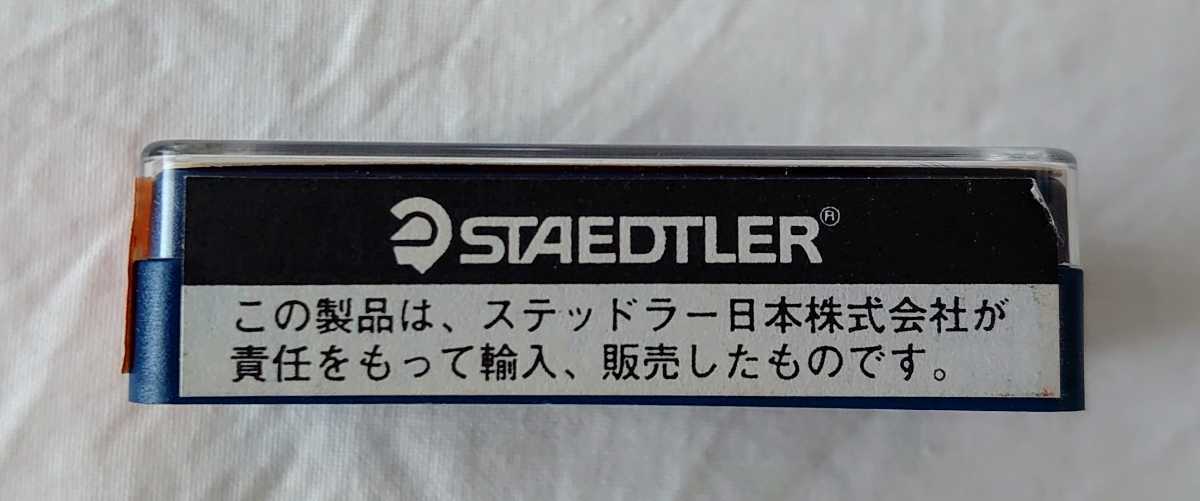 STAEDTLER®
この製品は、ステッドラー日本株式会社が
責任をもって輸入、販売したものです。